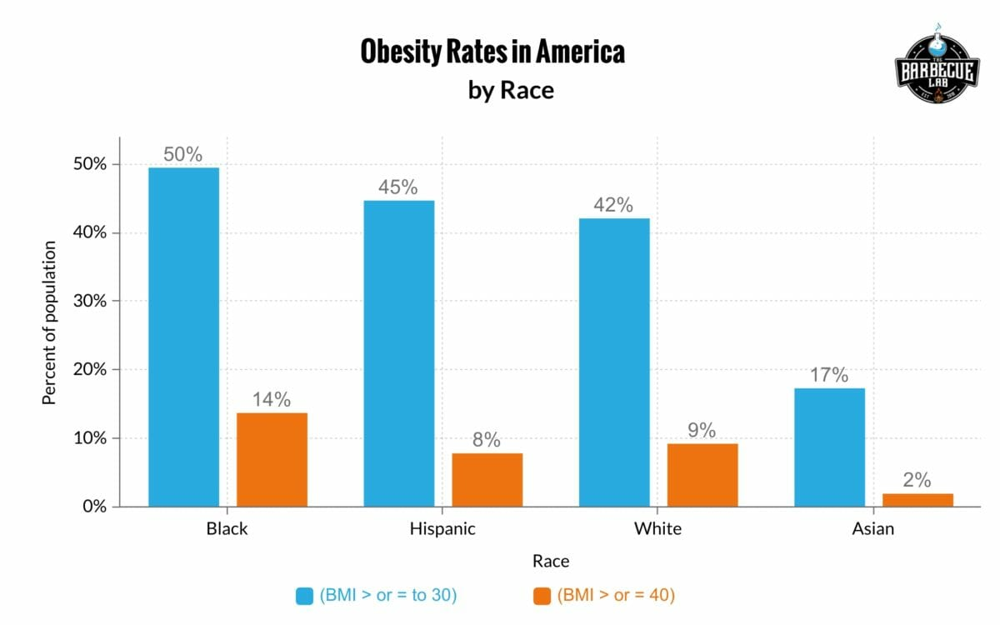 Obesity Rates in America
by Race
THE
BARBECUE
LAB
EST
Percent of population
50%
40%
30%
20%
10%
0%
50%
14%
45%
8%
42%
9%
17%
2%
Black
Hispanic
White
Asian
Race
(BMI > or = to 30)
(BMI > or = 40)